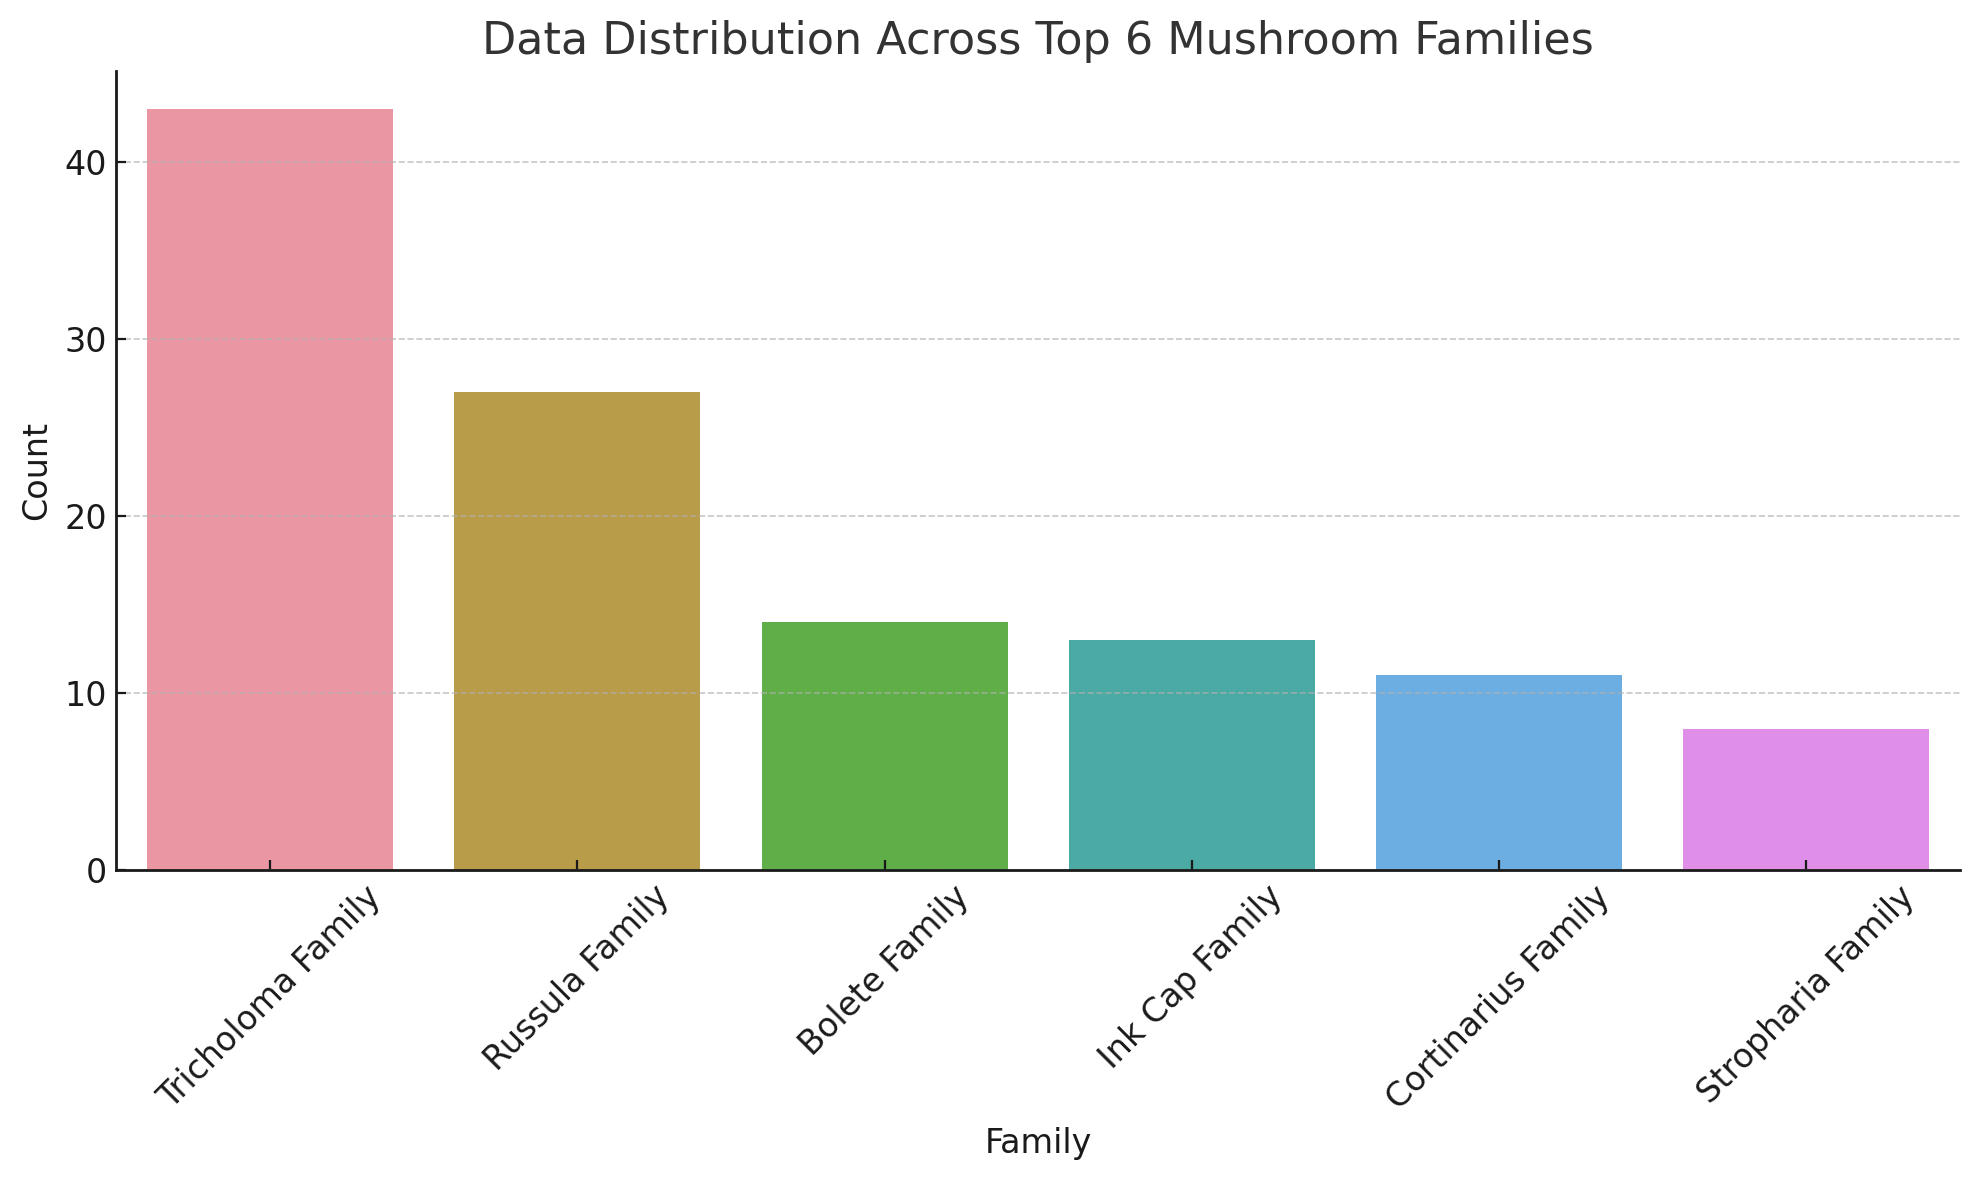 Data Distribution Across Top 6 Mushroom Families
Count
40
30
20
10
0
Tricholoma Family
Russula Family
Bolete Family
Ink Cap Family
Cortinarius Family
Stropharia Family
Family